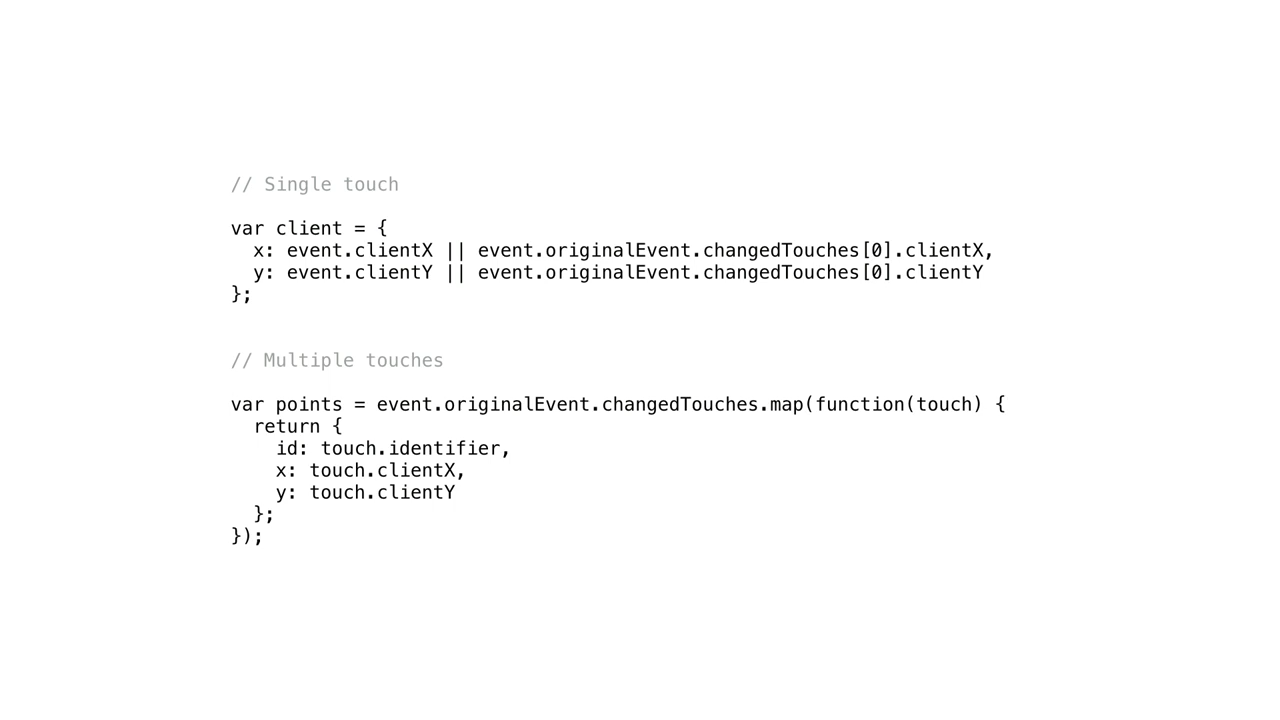 // Single touch
var client = {
  x: event.clientX || event.originalEvent.changedTouches[0].clientX,
  y: event.clientY || event.originalEvent.changedTouches[0].clientY
};
// Multiple touches
var points = event.originalEvent.changedTouches.map(function(touch) {
  return {
    id: touch.identifier,
    x: touch.clientX,
    y: touch.clientY
  };
});